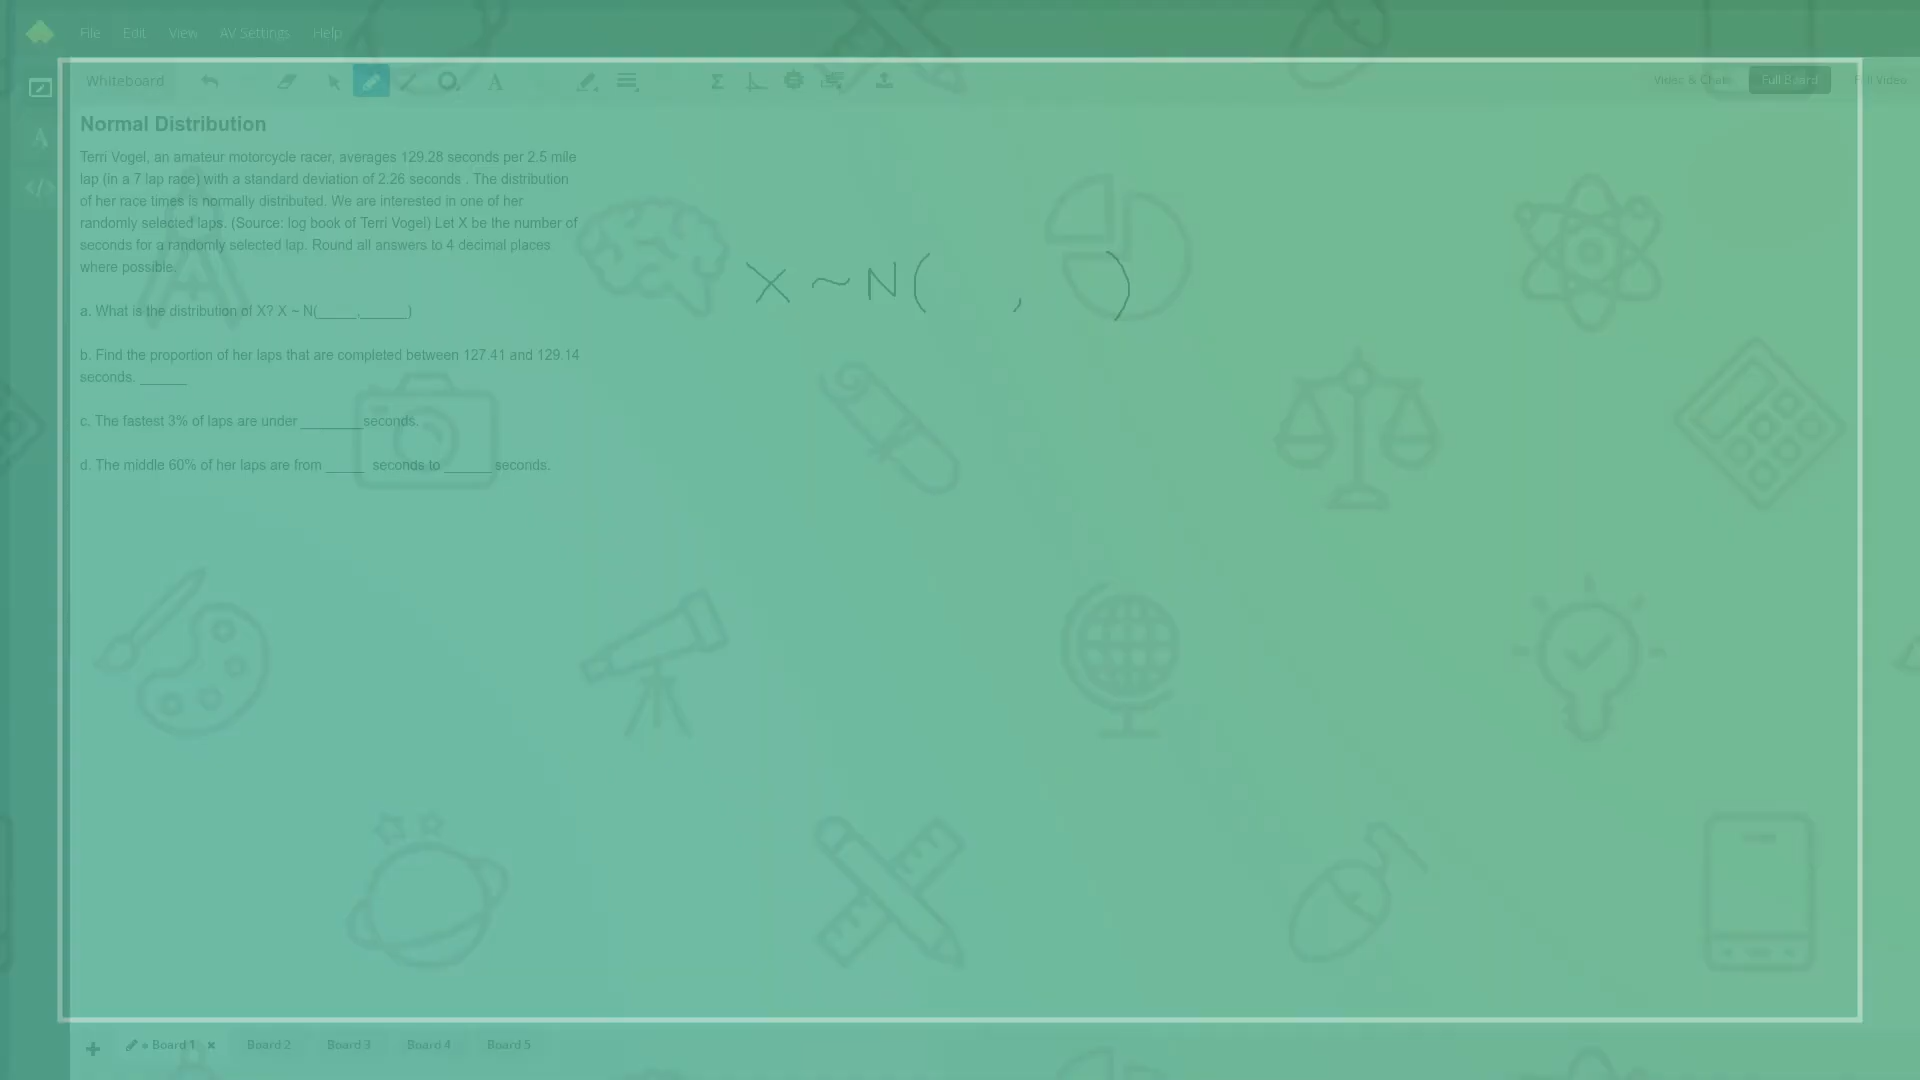 File Edit View AV Settings Help
Whiteboard A Σ Video & Chat Full Board Full Video
Normal Distribution
Terri Vogel, an amateur motorcycle racer, averages 129.28 seconds per 2.5 mile
lap (in a 7 lap race) with a standard deviation of 2.26 seconds . The distribution
of her race times is normally distributed. We are interested in one of her
randomly selected laps. (Source: log book of Terri Vogel) Let X be the number of
seconds for a randomly selected lap. Round all answers to 4 decimal places
where possible.
a. What is the distribution of X? X ~ N(_____,______)
b. Find the proportion of her laps that are completed between 127.41 and 129.14
seconds. ______
c. The fastest 3% of laps are under ________seconds.
d. The middle 60% of her laps are from _____ seconds to ______ seconds.
X ~ N( , )
Board 1 Board 2 Board 3 Board 4 Board 5